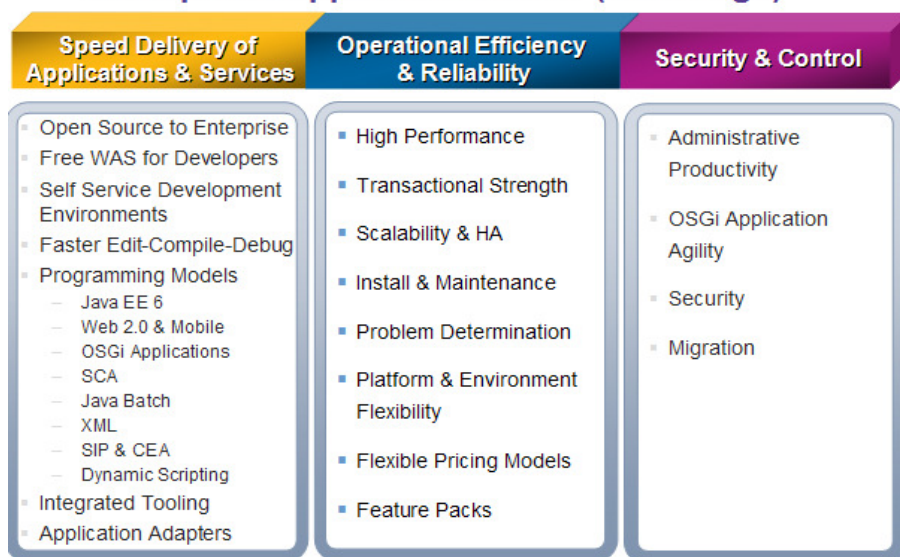 Speed Delivery of
Applications & Services
Open Source to Enterprise
Free WAS for Developers
Self Service Development
Environments
Faster Edit-Compile-Debug
Programming Models
Java EE 6
Web 2.0 & Mobile
OSGi Applications
SCA
Java Batch
XML
SIP & CEA
Dynamic Scripting
Integrated Tooling
Application Adapters
Operational Efficiency
& Reliability
High Performance
Transactional Strength
Scalability & HA
Install & Maintenance
Problem Determination
Platform & Environment
Flexibility
Flexible Pricing Models
Feature Packs
Security & Control
Administrative
Productivity
OSGi Application
Agility
Security
Migration